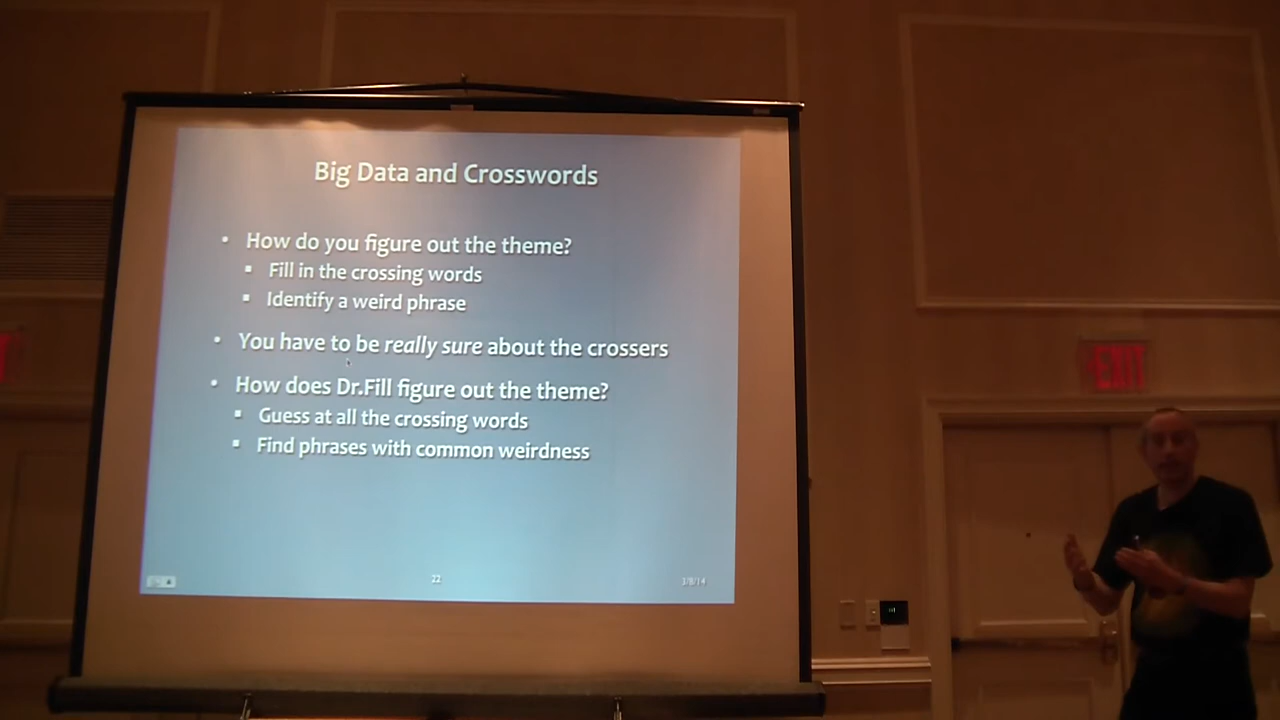 Big Data and Crosswords
• How do you figure out the theme?
▪ Fill in the crossing words
▪ Identify a weird phrase
• You have to be really sure about the crossers
• How does Dr.Fill figure out the theme?
▪ Guess at all the crossing words
▪ Find phrases with common weirdness
22
3/8/14
EXIT